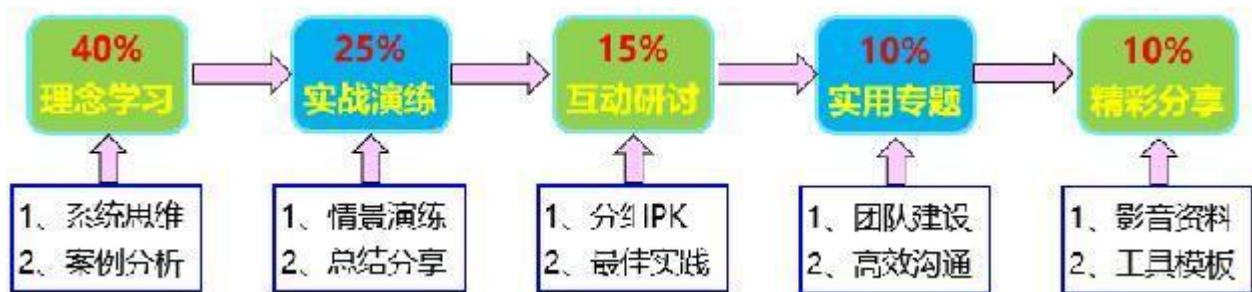 40%
理念学习
25%
实战演练
15%
互动研讨
10%
实用专题
10%
精彩分享
1、系统思维
2、案例分析
1、情景演练
2、总结分享
1、分组PK
2、最佳实践
1、团队建设
2、高效沟通
1、影音资料
2、工具模板